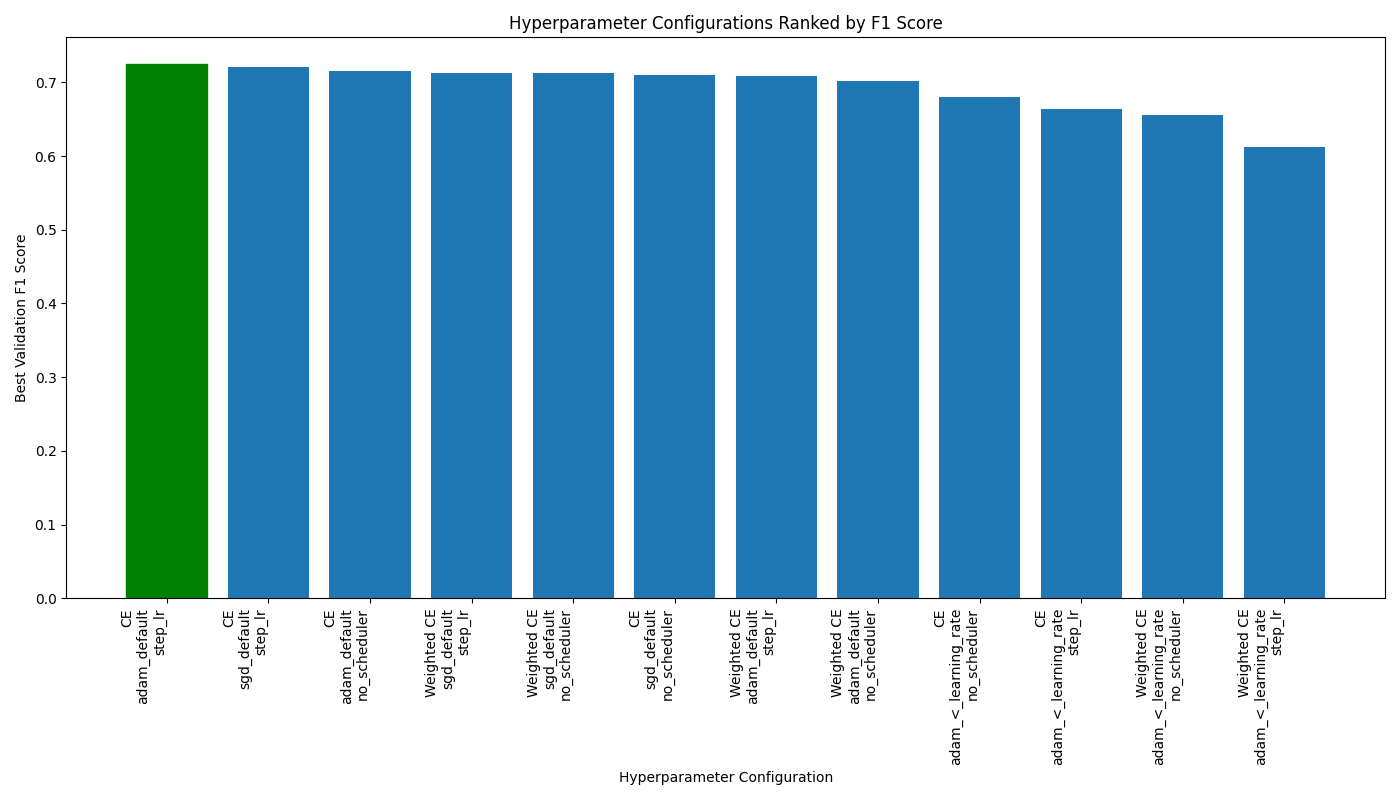 Hyperparameter Configurations Ranked by F1 Score
Best Validation F1 Score
0.7
0.6
0.5
0.4
0.3
0.2
0.1
0.0
CE
adam_default
step_lr
CE
sgd_default
step_lr
CE
adam_default
no_scheduler
Weighted CE
sgd_default
step_lr
Weighted CE
sgd_default
no_scheduler
CE
sgd_default
no_scheduler
Weighted CE
adam_default
step_lr
Weighted CE
adam_default
no_scheduler
CE
adam_<_learning_rate
no_scheduler
CE
adam_<_learning_rate
step_lr
Weighted CE
adam_<_learning_rate
no_scheduler
Weighted CE
adam_<_learning_rate
step_lr
Hyperparameter Configuration